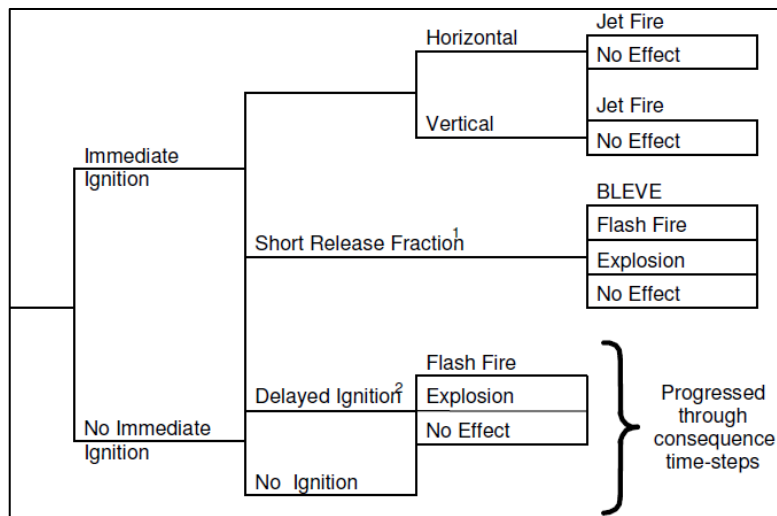 Jet Fire
Horizontal
No Effect
Jet Fire
Vertical
No Effect
Immediate
Ignition
BLEVE
Flash Fire
Short Release Fraction1
Explosion
No Effect
Flash Fire
Delayed Ignition2
Explosion
No Effect
No Immediate
Ignition
No Ignition
Progressed
through
consequence
time-steps